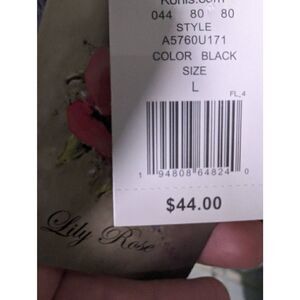 Kohls.com
044 80 80
STYLE
A5760U171
COLOR BLACK
SIZE
L
FL_4
1 94808 64824 0
$44.00
Lily Rose